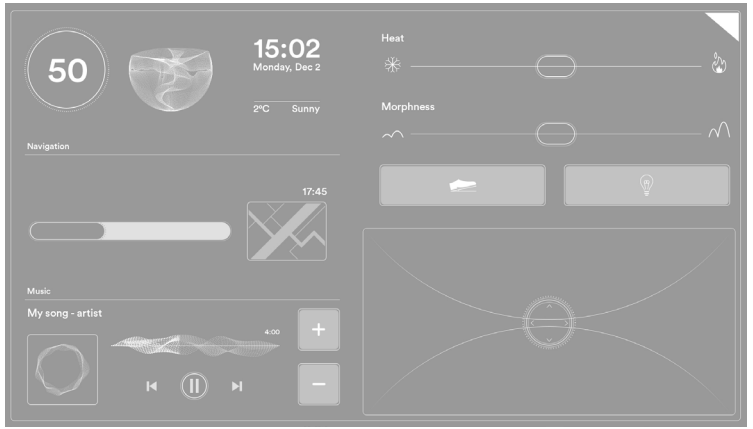 50
15:02
Monday, Dec 2
2ºC Sunny
Navigation
17:45
Music
My song - artist
4:00
+
−
Heat
Morphness